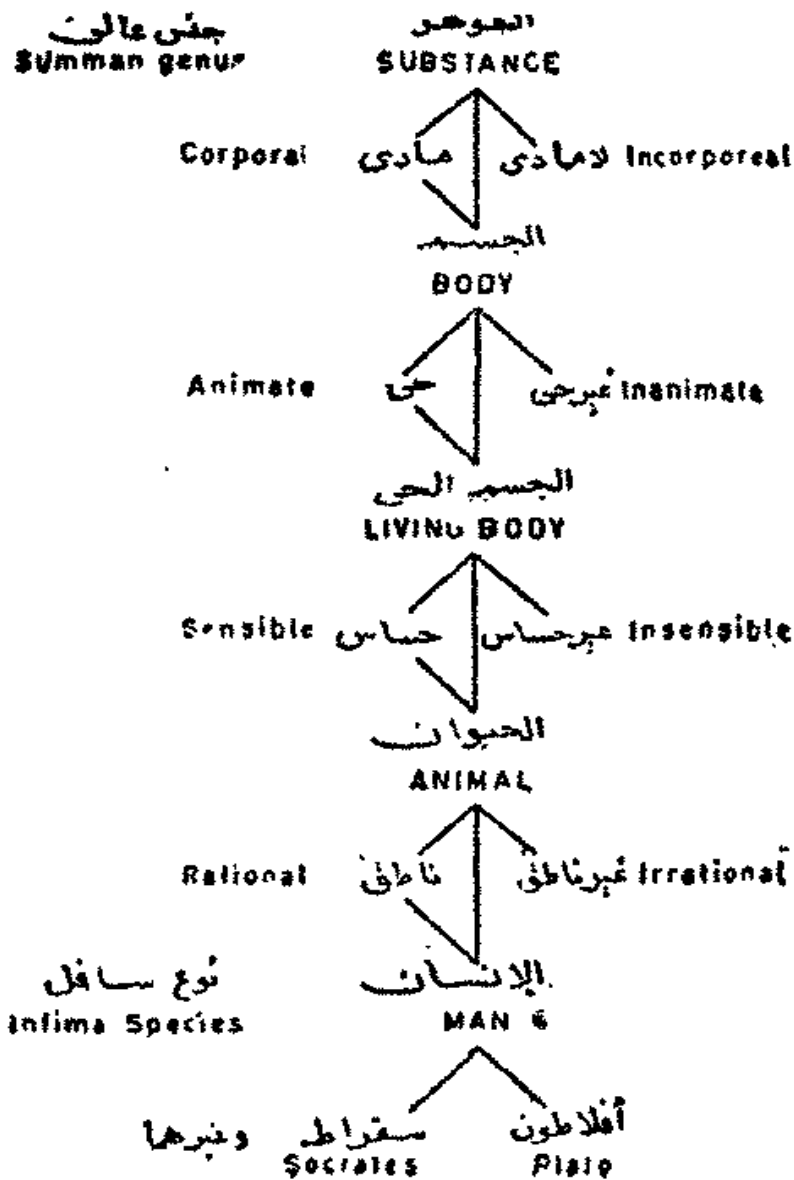 جنس عال الجوهر
Summan genus SUBSTANCE
Corporal مادى لامادى Incorporeal
الجسم
BODY
Animate حى غيرحى Inanimate
الجسم الحى
LIVING BODY
Sensible حساس غيرحساس Insensible
الحيوان
ANIMAL
Rational ناطق غيرناطق Irrational
نوع سافل الإنسان
Infima Species MAN
وغيرهما سقراط أفلاطون
Socrates Plato